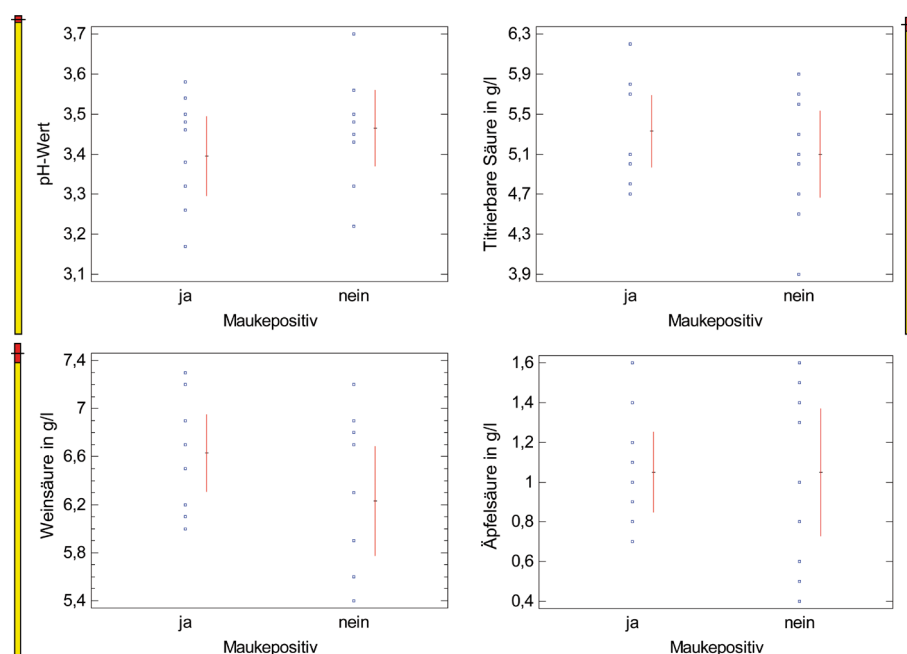 3,7
3,6
3,5
3,4
3,3
3,2
3,1
pH-Wert
ja nein
Maukepositiv
6,3
5,9
5,5
5,1
4,7
4,3
3,9
Titrierbare Säure in g/l
ja nein
Maukepositiv
7,4
7
6,6
6,2
5,8
5,4
Weinsäure in g/l
ja nein
Maukepositiv
1,6
1,4
1,2
1
0,8
0,6
0,4
Äpfelsäure in g/l
ja nein
Maukepositiv